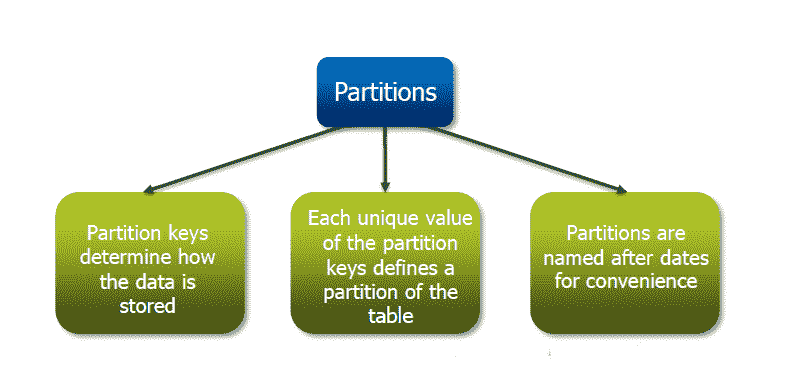 Partitions
Partition keys
determine how
the data is
stored
Each unique value
of the partition
keys defines a
partition of the
table
Partitions are
named after dates
for convenience